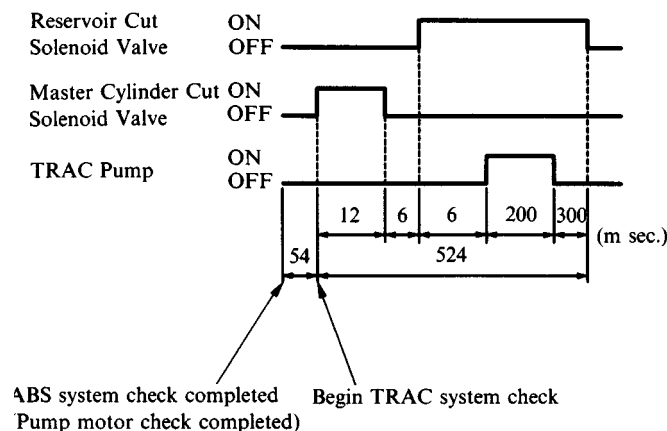 Reservoir Cut ON
Solenoid Valve OFF
Master Cylinder Cut ON
Solenoid Valve OFF
TRAC Pump ON
OFF
12 6 6 200 300 (m sec.)
54 524
ABS system check completed Begin TRAC system check
(Pump motor check completed)